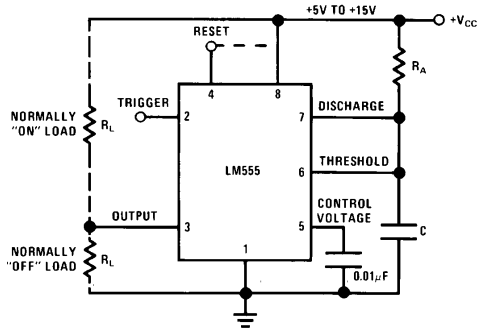 +5V TO +15V
+VCC
RESET
RA
4
8
TRIGGER
DISCHARGE
2
7
NORMALLY
"ON" LOAD
RL
THRESHOLD
LM555
6
CONTROL
VOLTAGE
OUTPUT
3
5
C
NORMALLY
"OFF" LOAD
RL
1
0.01μF